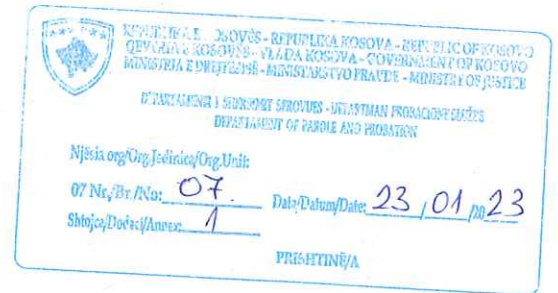 REPUBLIKA E KOSOVËS - REPUBLIKA KOSOVA - REPUBLIC OF KOSOVO
QEVERIA E KOSOVËS - VLADA KOSOVA - GOVERNMENT OF KOSOVO
MINISTRIA E DREJTËSISË - MINISTARSTVO PRAVDE - MINISTRY OF JUSTICE
DEPARTAMENTI I SHËRBIMIT SPROVUES - DEPARTMAN PROBACIONE SLUŽBE
DEPARTAMENT OF PAROLE AND PROBATION
Njësia org/Org.Jedinica/Org.Unit:
07 Nr./Br./No: 07. Data/Datum/Date: 23 / 01 /20 23
Shtojca/Dodaci/Annex: 1
PRISHTINË/A